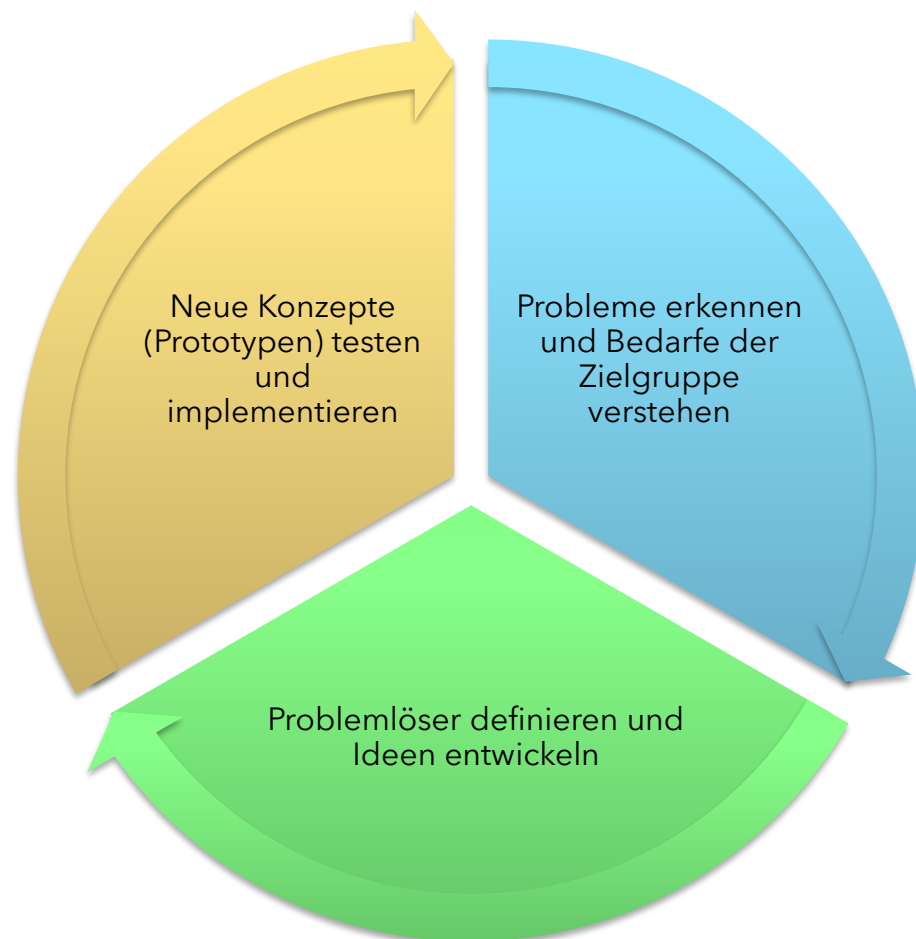 Neue Konzepte
(Prototypen) testen
und
implementieren
Probleme erkennen
und Bedarfe der
Zielgruppe
verstehen
Problemlöser definieren und
Ideen entwickeln